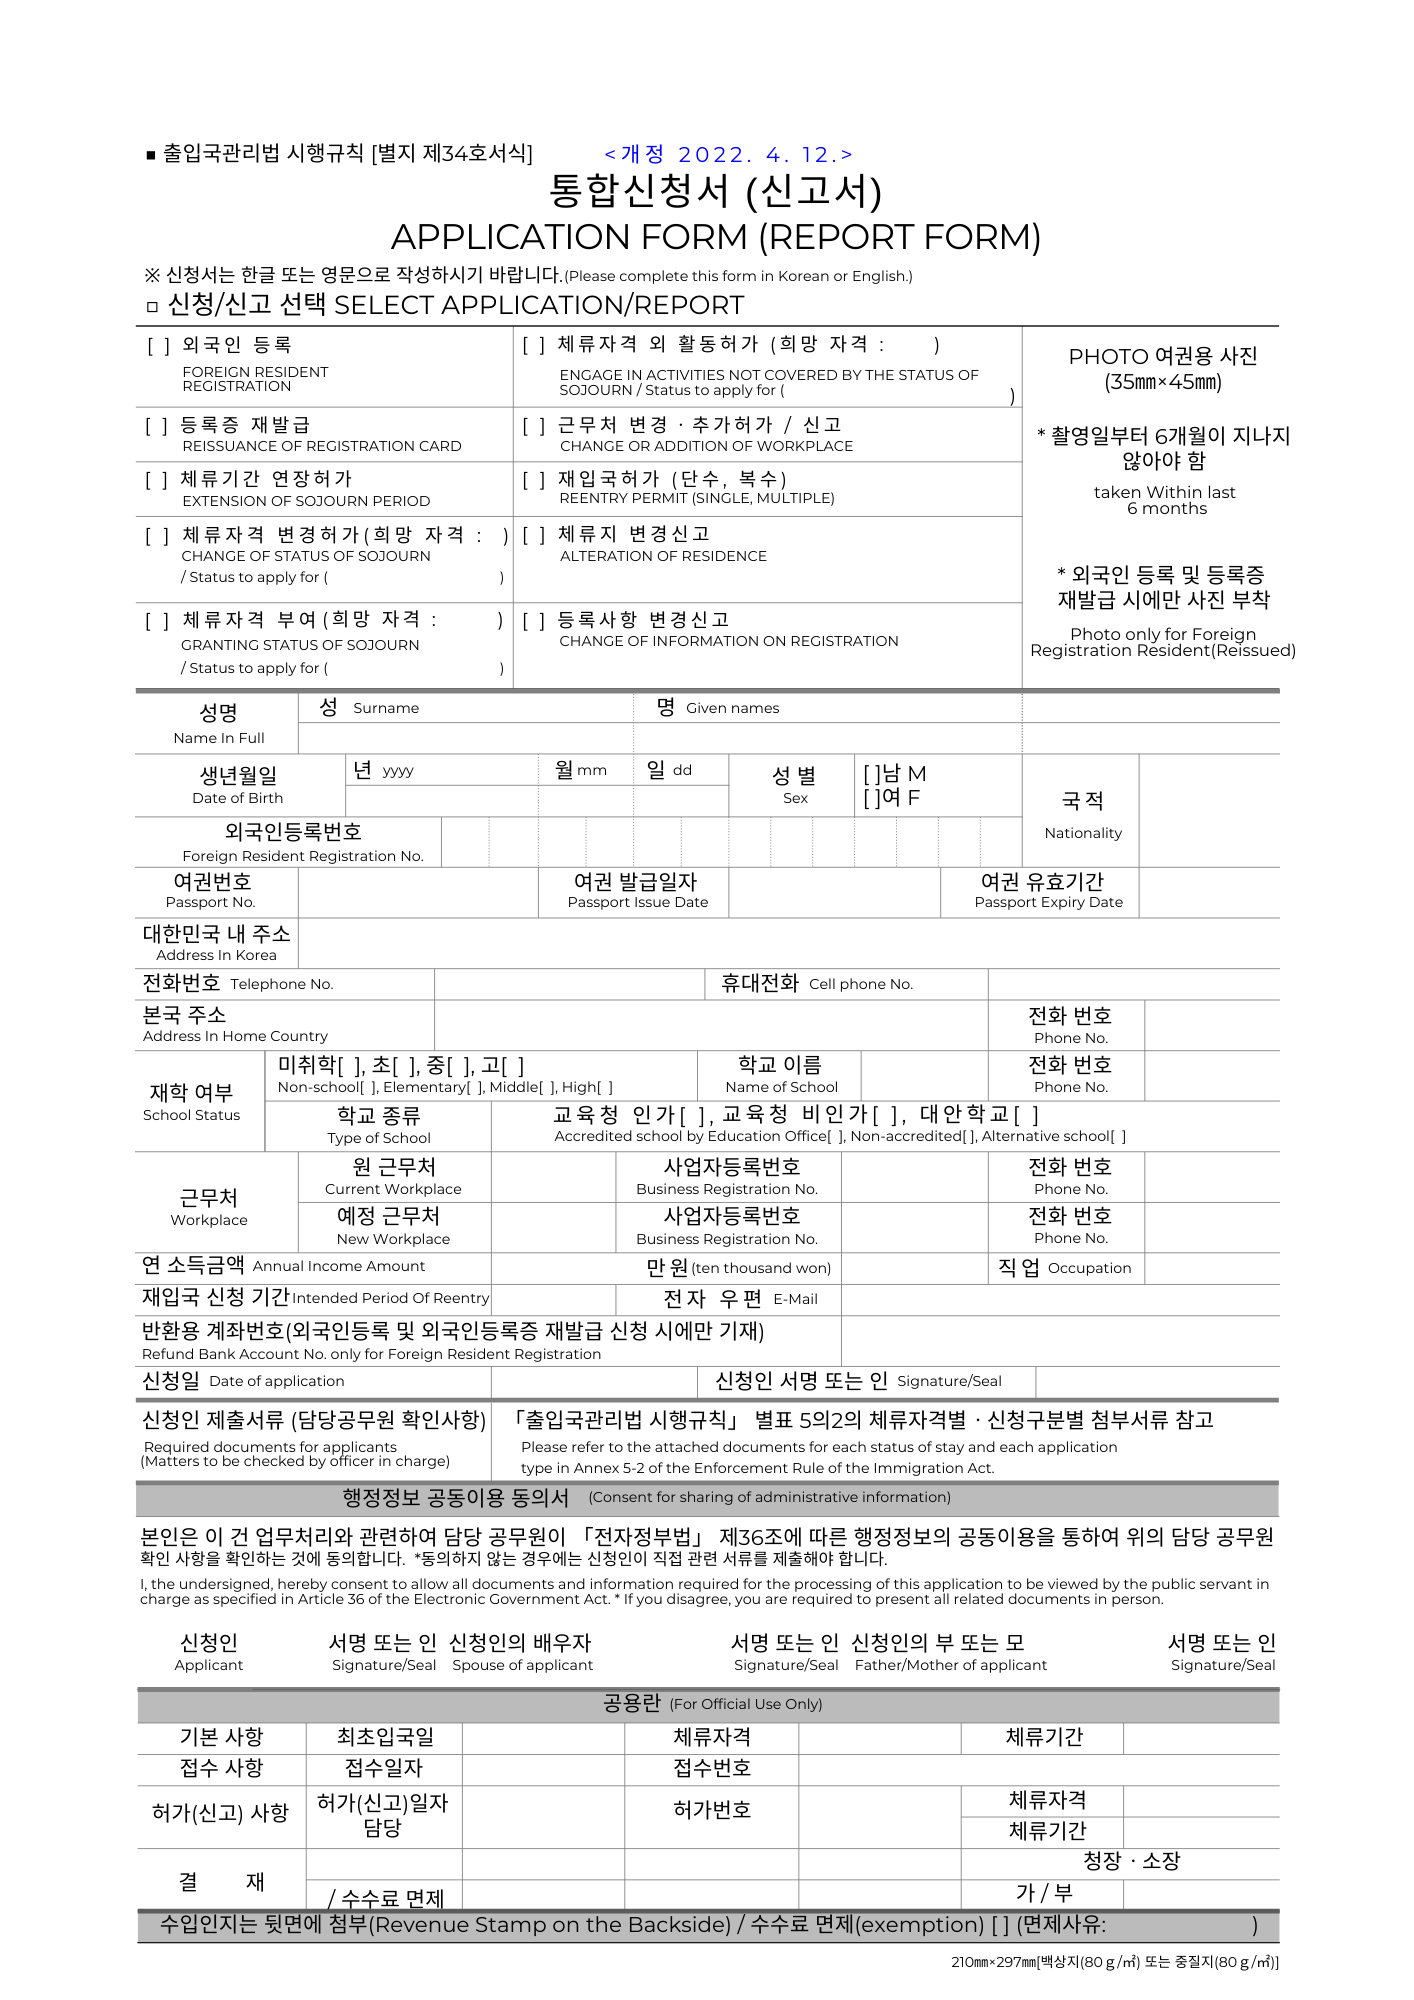 ■ 출입국관리법 시행규칙 [별지 제34호서식] <개정 2022. 4. 12.>
통합신청서 (신고서)
APPLICATION FORM (REPORT FORM)
※ 신청서는 한글 또는 영문으로 작성하시기 바랍니다.(Please complete this form in Korean or English.)
□ 신청/신고 선택 SELECT APPLICATION/REPORT
[ ] 외국인 등록
FOREIGN RESIDENT
REGISTRATION
[ ] 체류자격 외 활동허가 (희망 자격 : )
ENGAGE IN ACTIVITIES NOT COVERED BY THE STATUS OF
SOJOURN / Status to apply for ( )
PHOTO 여권용 사진
(35㎜×45㎜)
* 촬영일부터 6개월이 지나지
않아야 함
taken Within last
6 months
* 외국인 등록 및 등록증
재발급 시에만 사진 부착
Photo only for Foreign
Registration Resident(Reissued)
[ ] 등록증 재발급
REISSUANCE OF REGISTRATION CARD
[ ] 근무처 변경 · 추가허가 / 신고
CHANGE OR ADDITION OF WORKPLACE
[ ] 체류기간 연장허가
EXTENSION OF SOJOURN PERIOD
[ ] 재입국허가 (단수, 복수)
REENTRY PERMIT (SINGLE, MULTIPLE)
[ ] 체류자격 변경허가(희망 자격 : )
CHANGE OF STATUS OF SOJOURN
/ Status to apply for ( )
[ ] 체류지 변경신고
ALTERATION OF RESIDENCE
[ ] 체류자격 부여(희망 자격 : )
GRANTING STATUS OF SOJOURN
/ Status to apply for ( )
[ ] 등록사항 변경신고
CHANGE OF INFORMATION ON REGISTRATION
성명
Name In Full
성 Surname
명 Given names
생년월일
Date of Birth
년 yyyy
월 mm
일 dd
성 별
Sex
[ ]남 M
[ ]여 F
국 적
Nationality
외국인등록번호
Foreign Resident Registration No.
여권번호
Passport No.
여권 발급일자
Passport Issue Date
여권 유효기간
Passport Expiry Date
대한민국 내 주소
Address In Korea
전화번호 Telephone No.
휴대전화 Cell phone No.
본국 주소
Address In Home Country
전화 번호
Phone No.
재학 여부
School Status
미취학[ ], 초[ ], 중[ ], 고[ ]
Non-school[ ], Elementary[ ], Middle[ ], High[ ]
학교 이름
Name of School
전화 번호
Phone No.
학교 종류
Type of School
교육청 인가[ ], 교육청 비인가[ ], 대안학교[ ]
Accredited school by Education Office[ ], Non-accredited[ ], Alternative school[ ]
근무처
Workplace
원 근무처
Current Workplace
사업자등록번호
Business Registration No.
전화 번호
Phone No.
예정 근무처
New Workplace
사업자등록번호
Business Registration No.
전화 번호
Phone No.
연 소득금액 Annual Income Amount
만원(ten thousand won)
직업 Occupation
재입국 신청 기간 Intended Period Of Reentry
전자 우편 E-Mail
반환용 계좌번호(외국인등록 및 외국인등록증 재발급 신청 시에만 기재)
Refund Bank Account No. only for Foreign Resident Registration
신청일 Date of application
신청인 서명 또는 인 Signature/Seal
신청인 제출서류 (담당공무원 확인사항)
Required documents for applicants
(Matters to be checked by officer in charge)
「출입국관리법 시행규칙」 별표 5의2의 체류자격별 · 신청구분별 첨부서류 참고
Please refer to the attached documents for each status of stay and each application
type in Annex 5-2 of the Enforcement Rule of the Immigration Act.
행정정보 공동이용 동의서 (Consent for sharing of administrative information)
본인은 이 건 업무처리와 관련하여 담당 공무원이 「전자정부법」 제36조에 따른 행정정보의 공동이용을 통하여 위의 담당 공무원
확인 사항을 확인하는 것에 동의합니다. *동의하지 않는 경우에는 신청인이 직접 관련 서류를 제출해야 합니다.
I, the undersigned, hereby consent to allow all documents and information required for the processing of this application to be viewed by the public servant in
charge as specified in Article 36 of the Electronic Government Act. * If you disagree, you are required to present all related documents in person.
신청인 서명 또는 인 신청인의 배우자 서명 또는 인 신청인의 부 또는 모 서명 또는 인
Applicant Signature/Seal Spouse of applicant Signature/Seal Father/Mother of applicant Signature/Seal
공용란 (For Official Use Only)
기본 사항 최초입국일 체류자격 체류기간
접수 사항 접수일자 접수번호
허가(신고) 사항
허가(신고)일자
담당
허가번호
체류자격
체류기간
결 재
청장 · 소장
/ 수수료 면제
가 / 부
수입인지는 뒷면에 첨부(Revenue Stamp on the Backside) / 수수료 면제(exemption) [ ] (면제사유: )
210㎜×297㎜[백상지(80ｇ/㎡) 또는 중질지(80ｇ/㎡)]